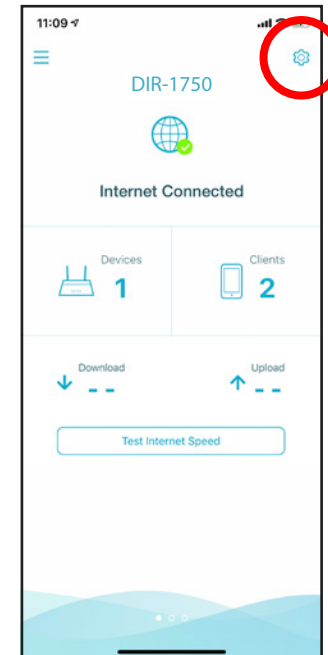 11:09
DIR-1750
Internet Connected
Devices
1
Clients
2
Download
- -
Upload
- -
Test Internet Speed